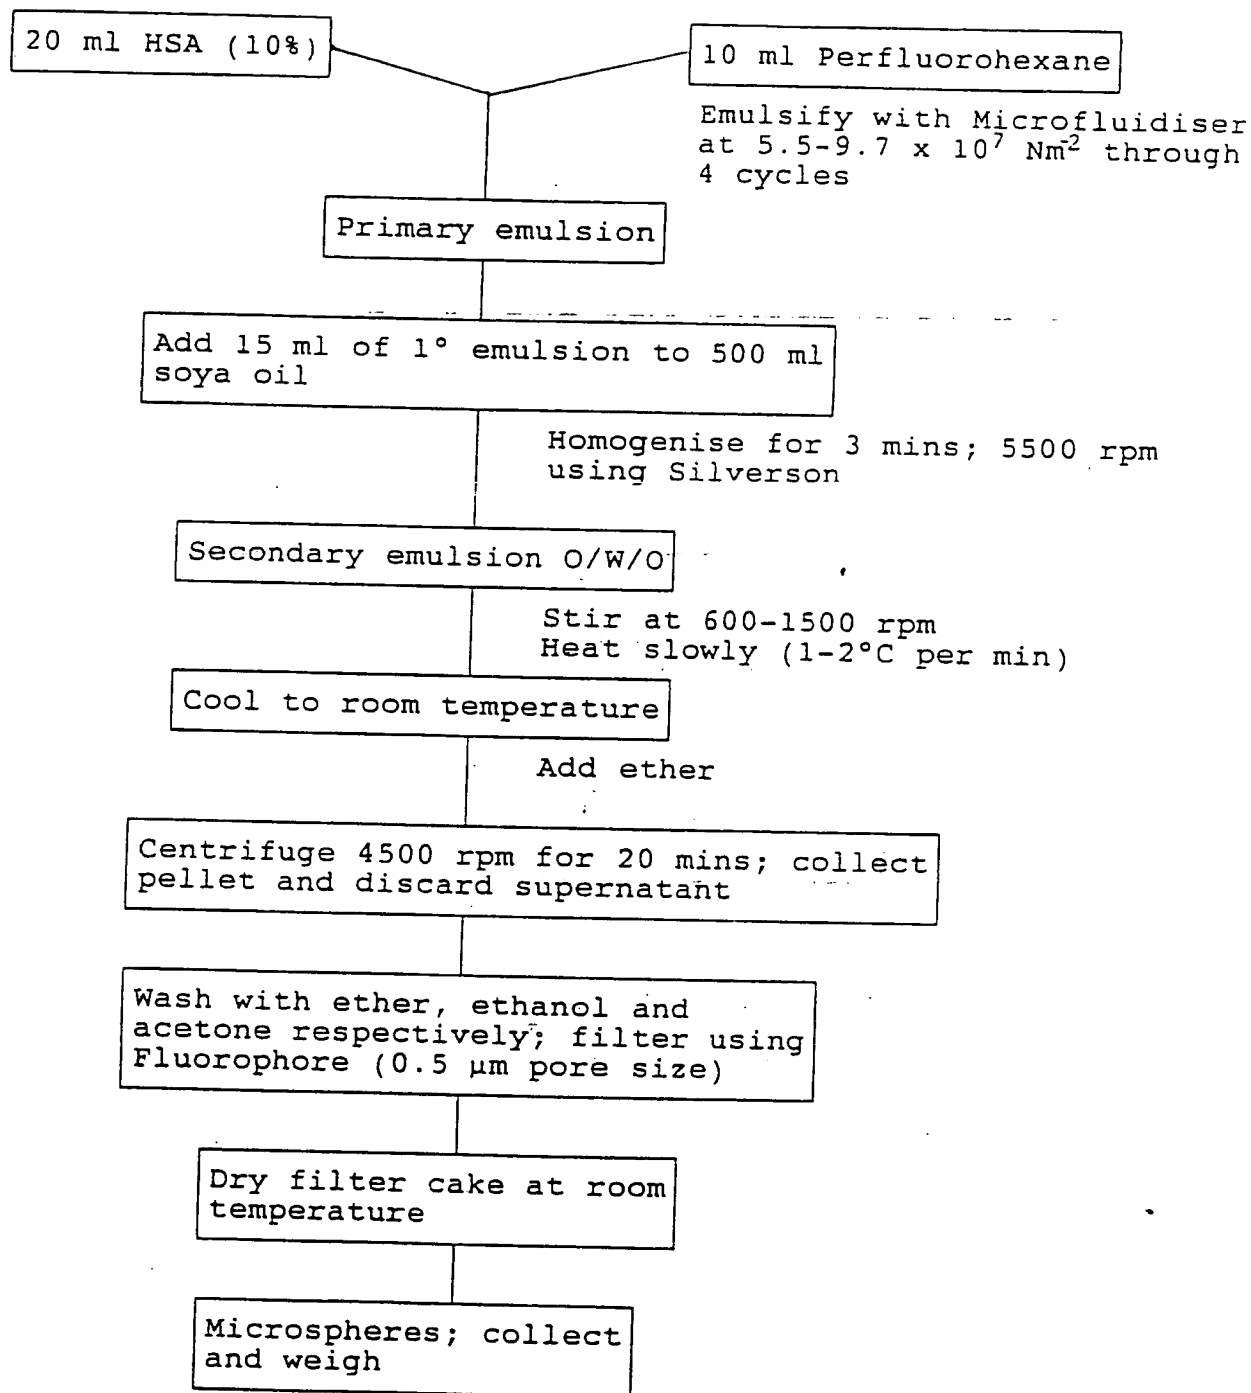 20 ml HSA (10%)
10 ml Perfluorohexane
Emulsify with Microfluidiser
at 5.5-9.7 x 10⁷ Nm⁻² through
4 cycles
Primary emulsion
Add 15 ml of 1° emulsion to 500 ml
soya oil
Homogenise for 3 mins; 5500 rpm
using Silverson
Secondary emulsion O/W/O
Stir at 600-1500 rpm
Heat slowly (1-2°C per min)
Cool to room temperature
Add ether
Centrifuge 4500 rpm for 20 mins; collect
pellet and discard supernatant
Wash with ether, ethanol and
acetone respectively; filter using
Fluorophore (0.5 µm pore size)
Dry filter cake at room
temperature
Microspheres; collect
and weigh